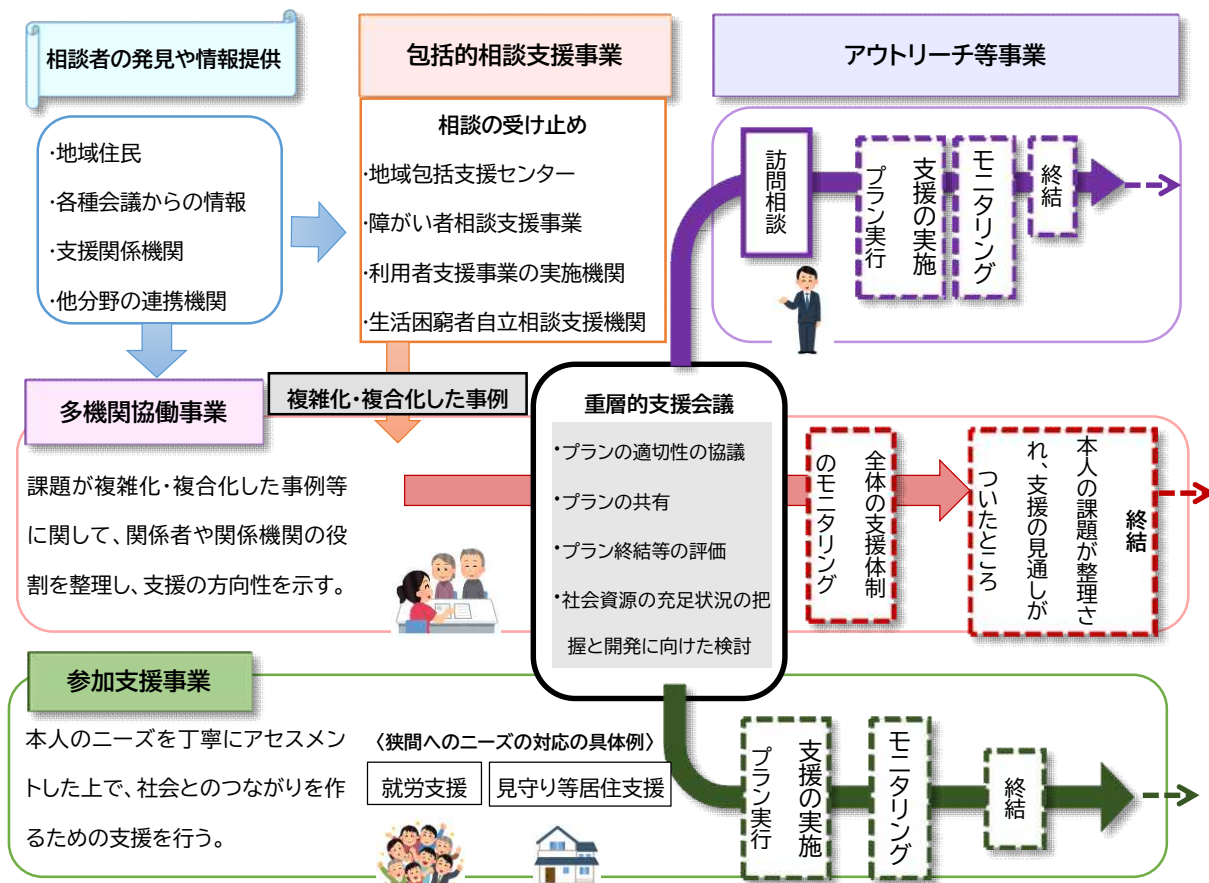 相談者の発見や情報提供
・地域住民
・各種会議からの情報
・支援関係機関
・他分野の連携機関
包括的相談支援事業
相談の受け止め
・地域包括支援センター
・障がい者相談支援事業
・利用者支援事業の実施機関
・生活困窮者自立相談支援機関
アウトリーチ等事業
訪問相談
支援の実施
プラン実行
モニタリング
終結
多機関協働事業
複雑化・複合化した事例
課題が複雑化・複合化した事例等
に関して、関係者や関係機関の役
割を整理し、支援の方向性を示す。
重層的支援会議
・プランの適切性の協議
・プランの共有
・プラン終結等の評価
・社会資源の充足状況の把
握と開発に向けた検討
全体の支援体制
のモニタリング
終結
本人の課題が整理さ
れ、支援の見通しが
ついたところ
参加支援事業
本人のニーズを丁寧にアセスメン
トした上で、社会とのつながりを作
るための支援を行う。
〈狭間へのニーズの対応の具体例〉
就労支援
見守り等居住支援
支援の実施
プラン実行
モニタリング
終結